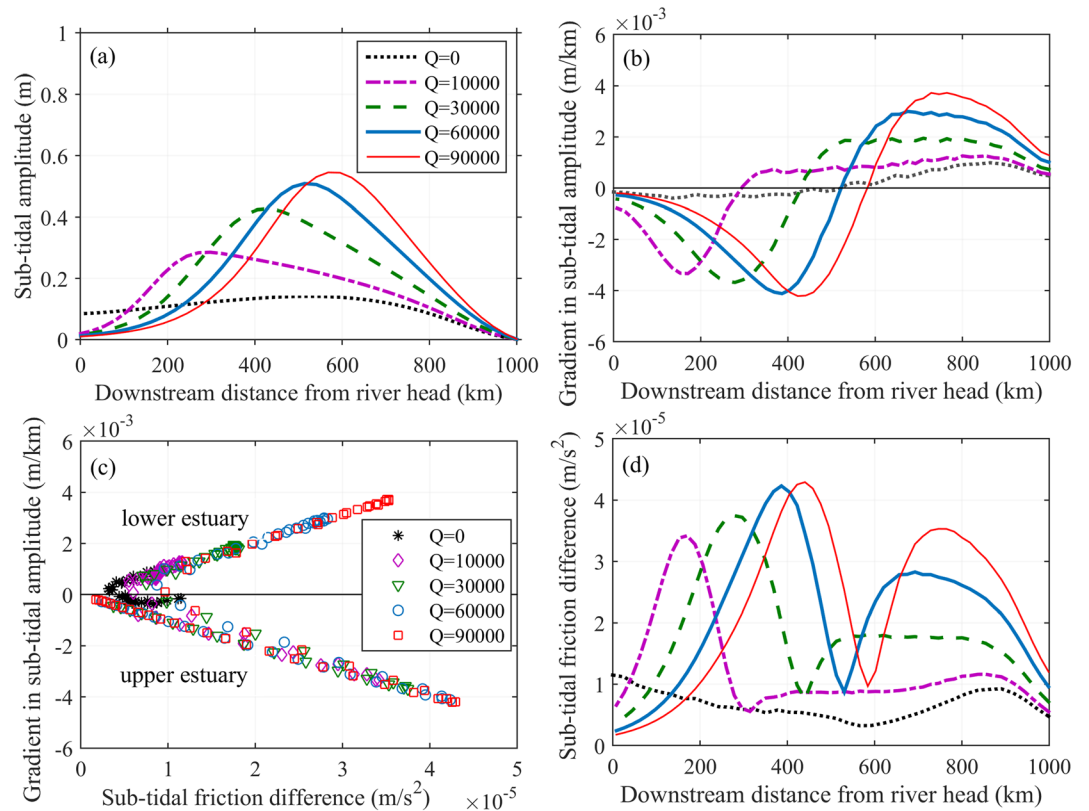 (a)
Sub-tidal amplitude (m)
1
0.8
0.6
0.4
0.2
0
0 200 400 600 800 1000
Downstream distance from river head (km)
Q=0
Q=10000
Q=30000
Q=60000
Q=90000
(b)
×10⁻³
Gradient in sub-tidal amplitude (m/km)
6
4
2
0
-2
-4
-6
0 200 400 600 800 1000
Downstream distance from river head (km)
(c)
×10⁻³
Gradient in sub-tidal amplitude (m/km)
6
4
2
0
-2
-4
-6
lower estuary
upper estuary
Q=0
Q=10000
Q=30000
Q=60000
Q=90000
0 1 2 3 4 5
Sub-tidal friction difference (m/s²)
×10⁻⁵
(d)
×10⁻⁵
Sub-tidal friction difference (m/s²)
5
4
3
2
1
0
0 200 400 600 800 1000
Downstream distance from river head (km)